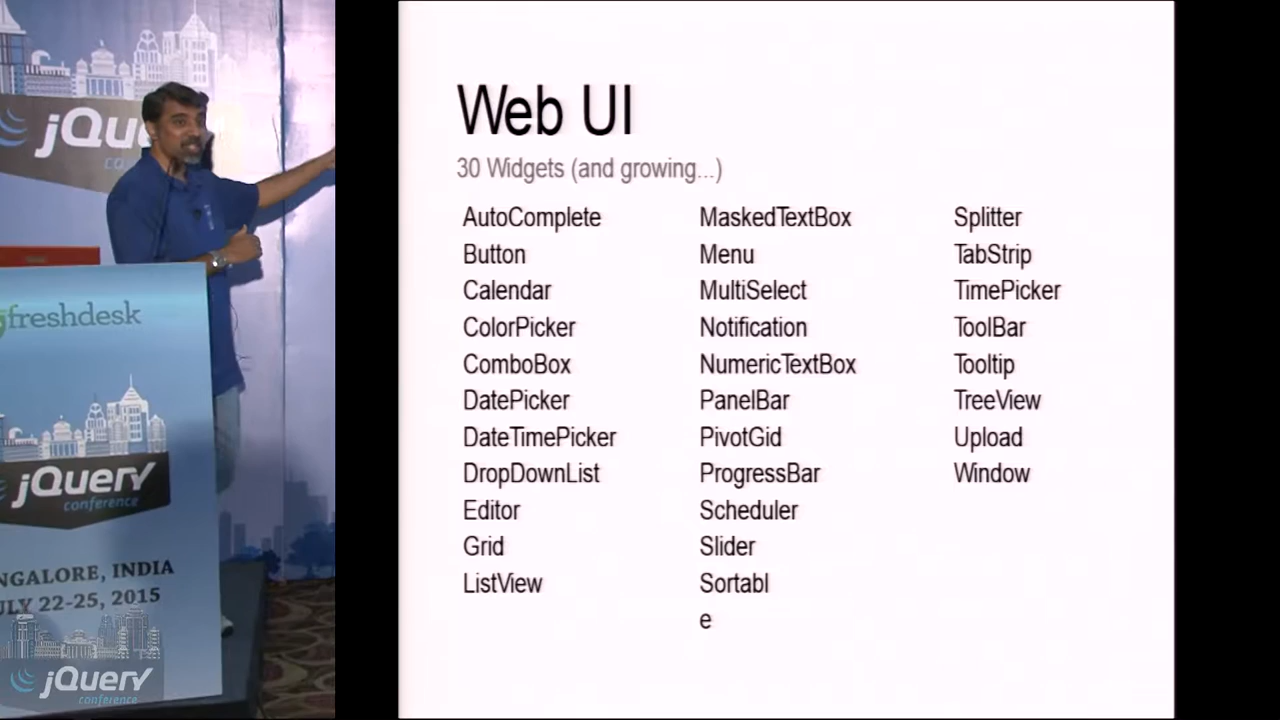 jQue
co
freshdesk
jQuery
conference
NGALORE, INDIA
ULY 22-25, 2015
jQuery
conference
Web UI
30 Widgets (and growing...)
AutoComplete
Button
Calendar
ColorPicker
ComboBox
DatePicker
DateTimePicker
DropDownList
Editor
Grid
ListView
MaskedTextBox
Menu
MultiSelect
Notification
NumericTextBox
PanelBar
PivotGid
ProgressBar
Scheduler
Slider
Sortabl
e
Splitter
TabStrip
TimePicker
ToolBar
Tooltip
TreeView
Upload
Window